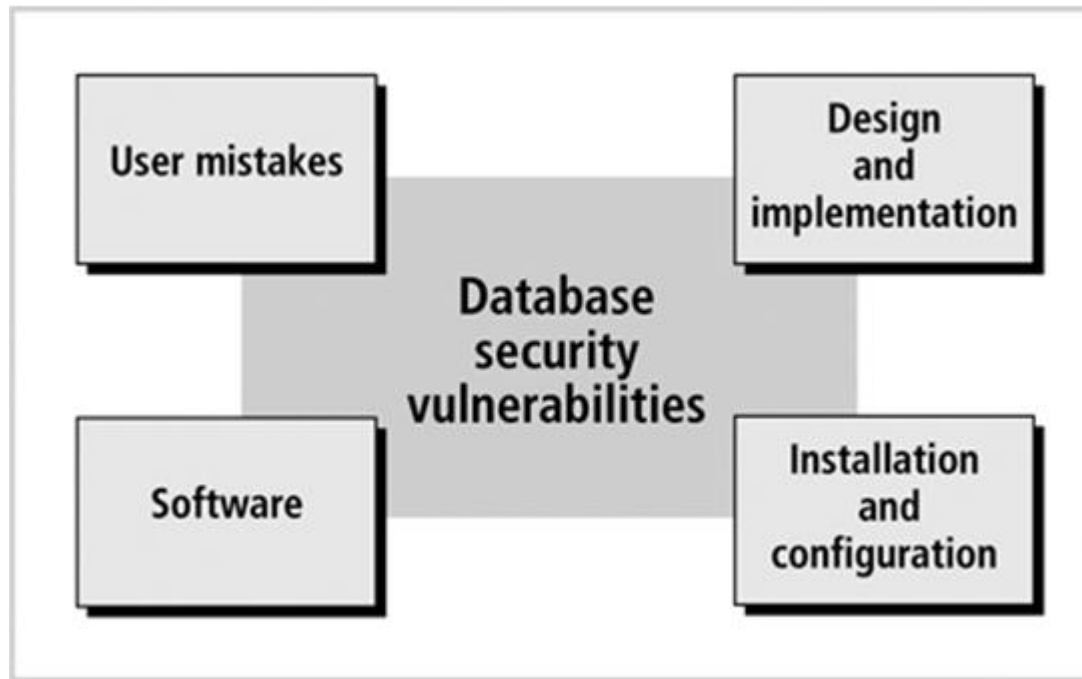 User mistakes
Design
and
implementation
Database
security
vulnerabilities
Software
Installation
and
configuration